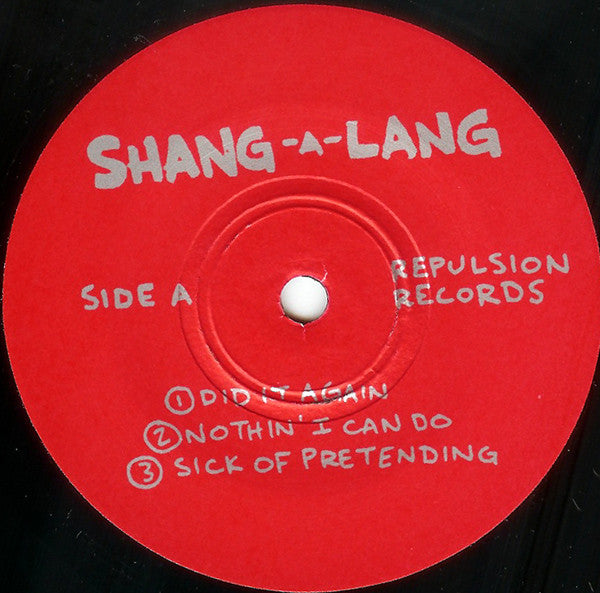 SHANG-A-LANG
SIDE A
REPULSION
RECORDS
① DID IT AGAIN
② NOTHIN' I CAN DO
③ SICK OF PRETENDING